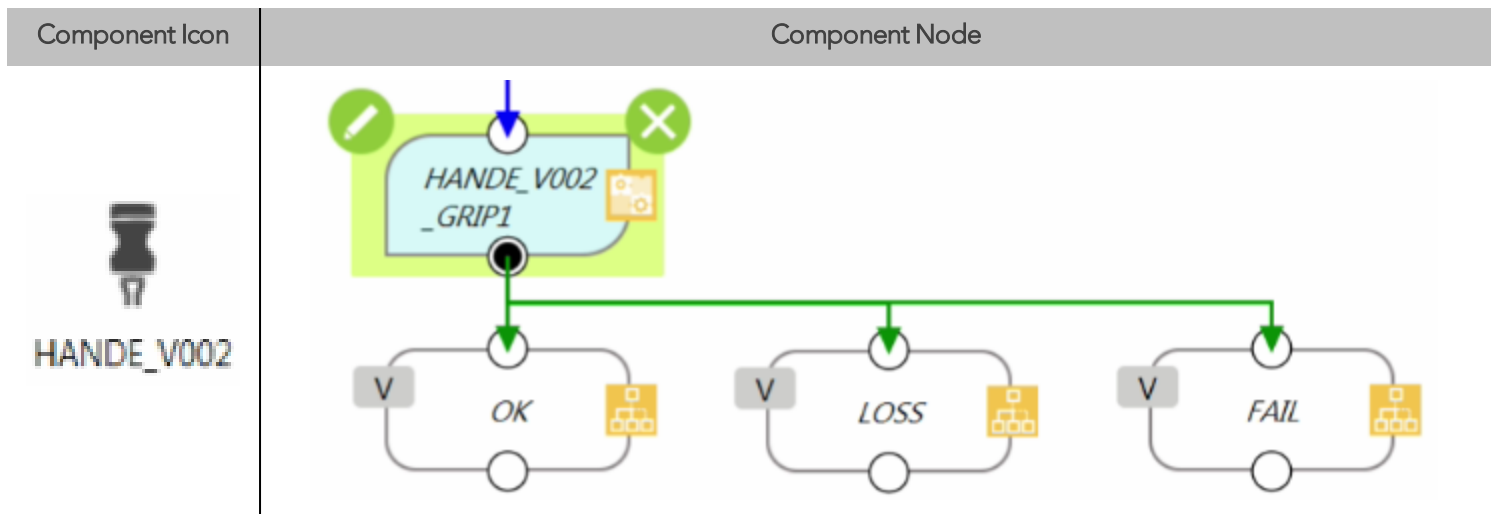 Component Icon
Component Node
HANDE_V002
_GRIP1
HANDE_V002
V
OK
V
LOSS
V
FAIL